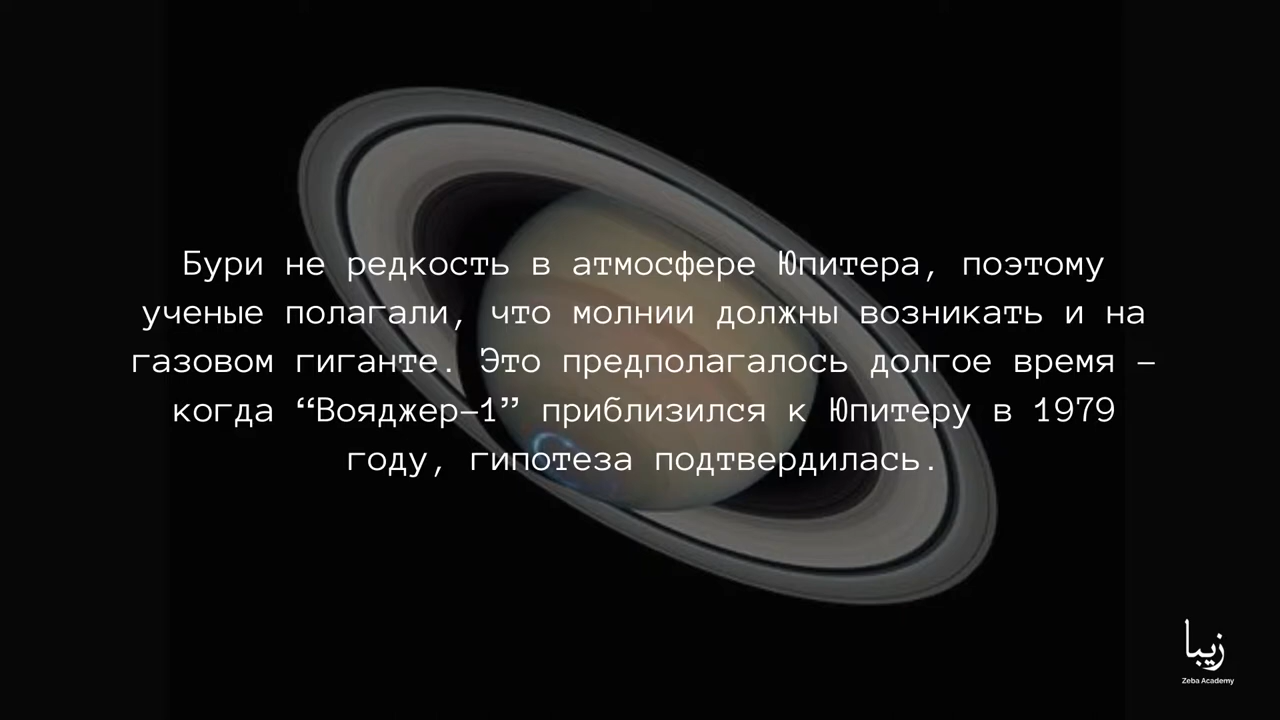 Бури не редкость в атмосфере Юпитера, поэтому
ученые полагали, что молнии должны возникать и на
газовом гиганте. Это предполагалось долгое время –
когда “Вояджер–1” приблизился к Юпитеру в 1979
году, гипотеза подтвердилась.
زیبا
Zeba Academy